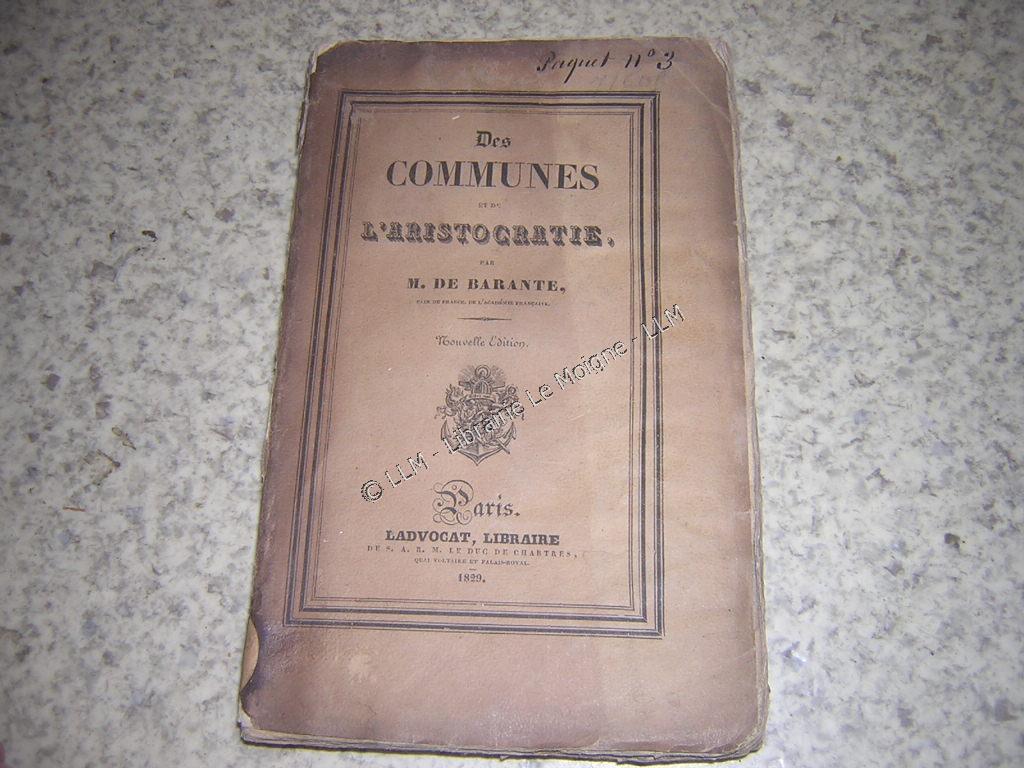 Paquet nº 3
Des
COMMUNES
ET DE
L'ARISTOCRATIE,
PAR
M. DE BARANTE,
PAIR DE FRANCE, DE L'ACADÉMIE FRANÇAISE.
Nouvelle Édition.
© LLM - Librairie Le Moigne - LLM
Paris.
LADVOCAT, LIBRAIRE
DE S. A. R. M. LE DUC DE CHARTRES,
QUAI VOLTAIRE ET PALAIS-ROYAL.
1829.